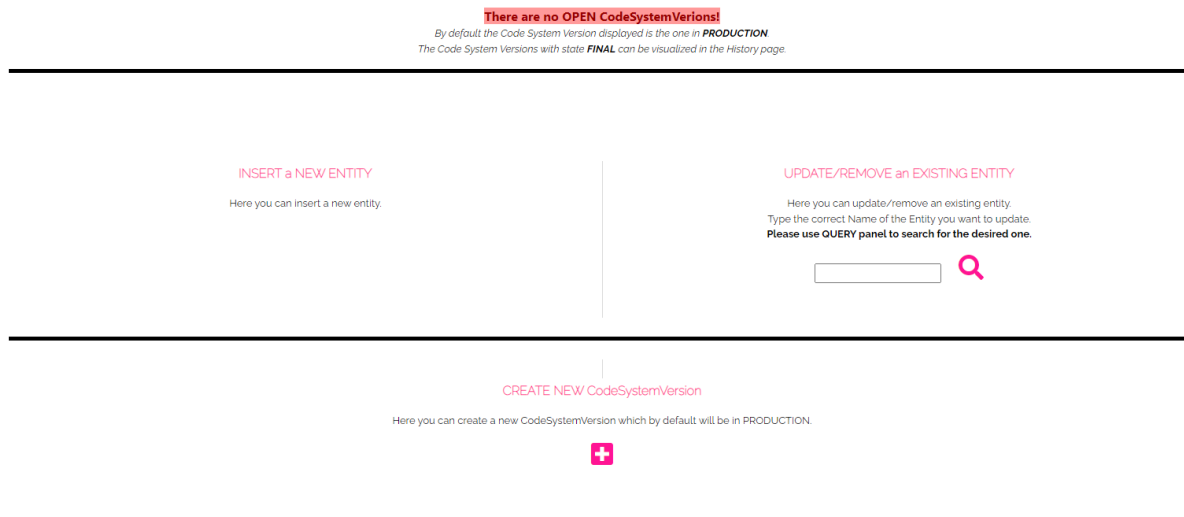 There are no OPEN CodeSystemVerions!
By default the Code System Version displayed is the one in PRODUCTION.
The Code System Versions with state FINAL can be visualized in the History page.
INSERT a NEW ENTITY
Here you can insert a new entity.
UPDATE/REMOVE an EXISTING ENTITY
Here you can update/remove an existing entity.
Type the correct Name of the Entity you want to update.
Please use QUERY panel to search for the desired one.
CREATE NEW CodeSystemVersion
Here you can create a new CodeSystemVersion which by default will be in PRODUCTION.